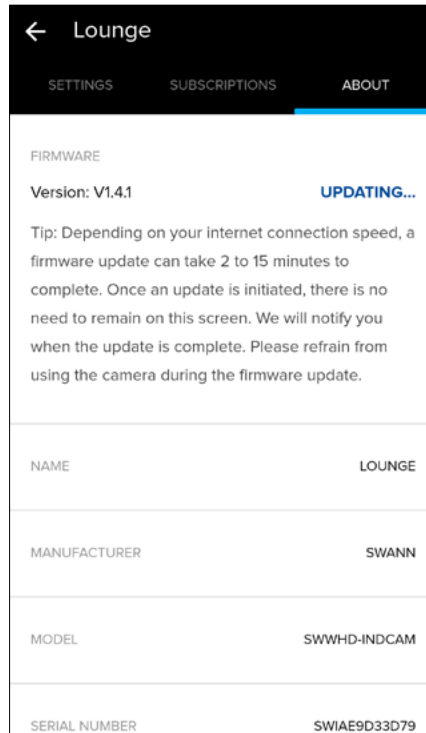 Lounge
SETTINGS SUBSCRIPTIONS ABOUT
FIRMWARE
Version: V1.4.1 UPDATING...
Tip: Depending on your internet connection speed, a
firmware update can take 2 to 15 minutes to
complete. Once an update is initiated, there is no
need to remain on this screen. We will notify you
when the update is complete. Please refrain from
using the camera during the firmware update.
NAME LOUNGE
MANUFACTURER SWANN
MODEL SWWHD-INDCAM
SERIAL NUMBER SWIAE9D33D79